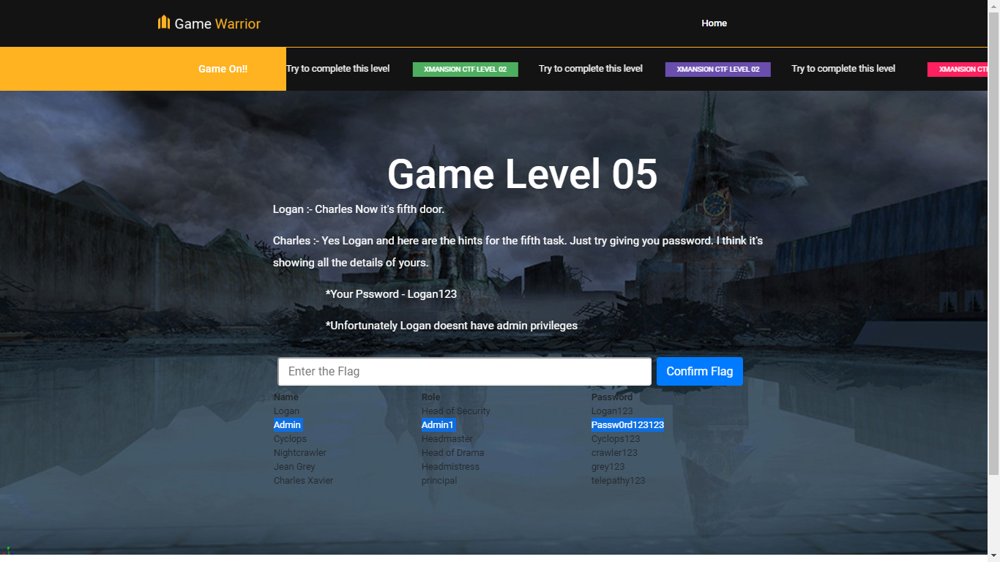 Game Warrior
Home
Game On!!
Try to complete this level
XMANSION CTF LEVEL 02
Try to complete this level
XMANSION CTF LEVEL 02
Try to complete this level
XMANSION
Game Level 05
Logan :- Charles Now it's fifth door.
Charles :- Yes Logan and here are the hints for the fifth task. Just try giving you password. I think it's
showing all the details of yours.
*Your Pssword - Logan123
*Unfortunately Logan doesnt have admin privileges
Enter the Flag
Confirm Flag
Name Role Password
Logan Head of Security Logan123
Admin Admin1 Passw0rd123123
Cyclops Headmaster Cyclops123
Nightcrawler Head of Drama crawler123
Jean Grey Headmistress grey123
Charles Xavier principal telepathy123